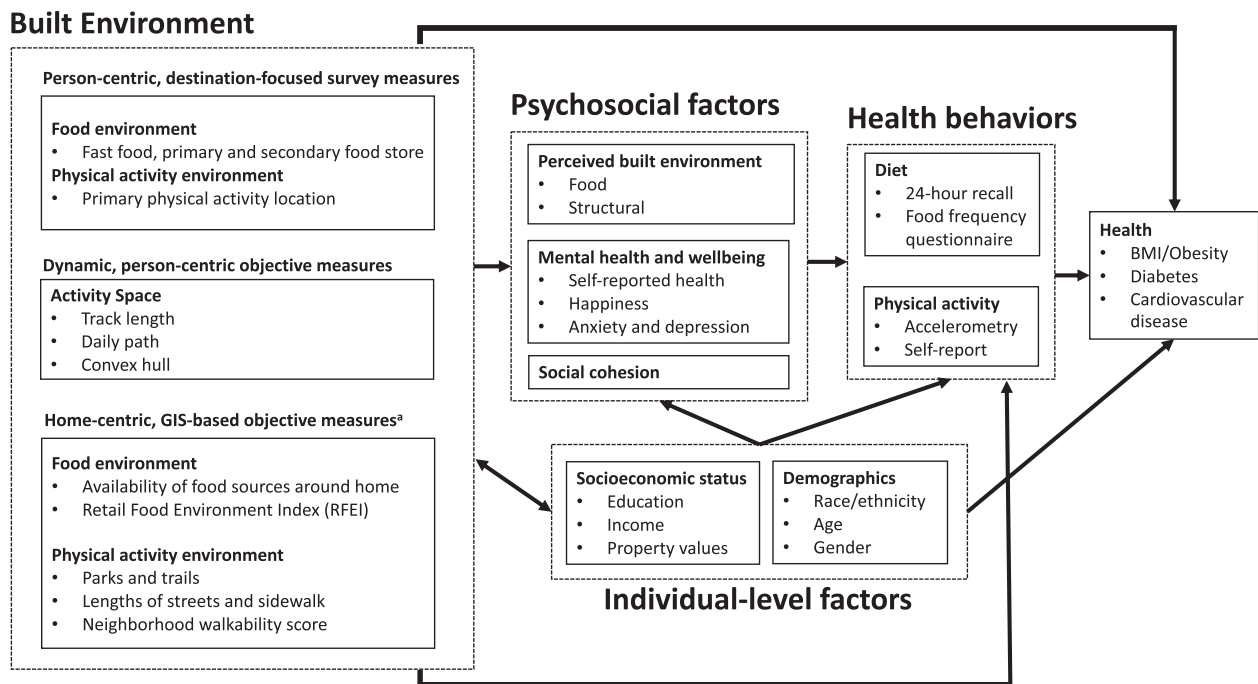 Built Environment
Person-centric, destination-focused survey measures
Food environment
• Fast food, primary and secondary food store
Physical activity environment
• Primary physical activity location
Dynamic, person-centric objective measures
Activity Space
• Track length
• Daily path
• Convex hull
Home-centric, GIS-based objective measuresᵃ
Food environment
• Availability of food sources around home
• Retail Food Environment Index (RFEI)
Physical activity environment
• Parks and trails
• Lengths of streets and sidewalk
• Neighborhood walkability score
Psychosocial factors
Perceived built environment
• Food
• Structural
Mental health and wellbeing
• Self-reported health
• Happiness
• Anxiety and depression
Social cohesion
Health behaviors
Diet
• 24-hour recall
• Food frequency
questionnaire
Physical activity
• Accelerometry
• Self-report
Health
• BMI/Obesity
• Diabetes
• Cardiovascular
disease
Socioeconomic status
• Education
• Income
• Property values
Demographics
• Race/ethnicity
• Age
• Gender
Individual-level factors